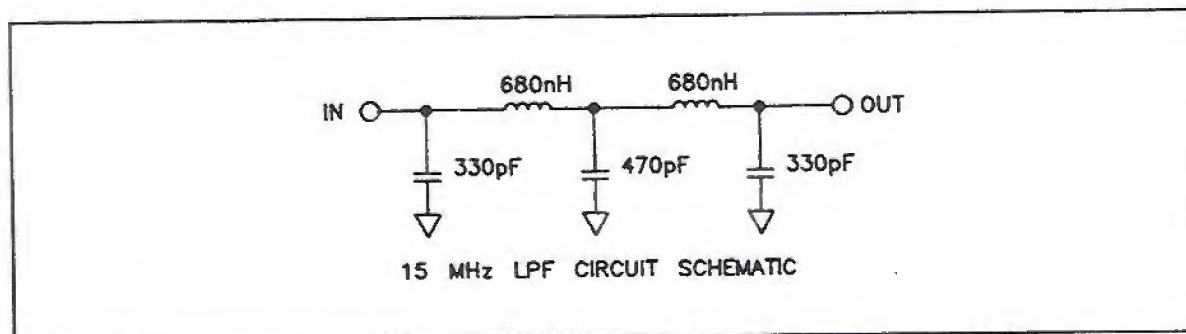 680nH 680nH
IN OUT
330pF 470pF 330pF
15 MHz LPF CIRCUIT SCHEMATIC